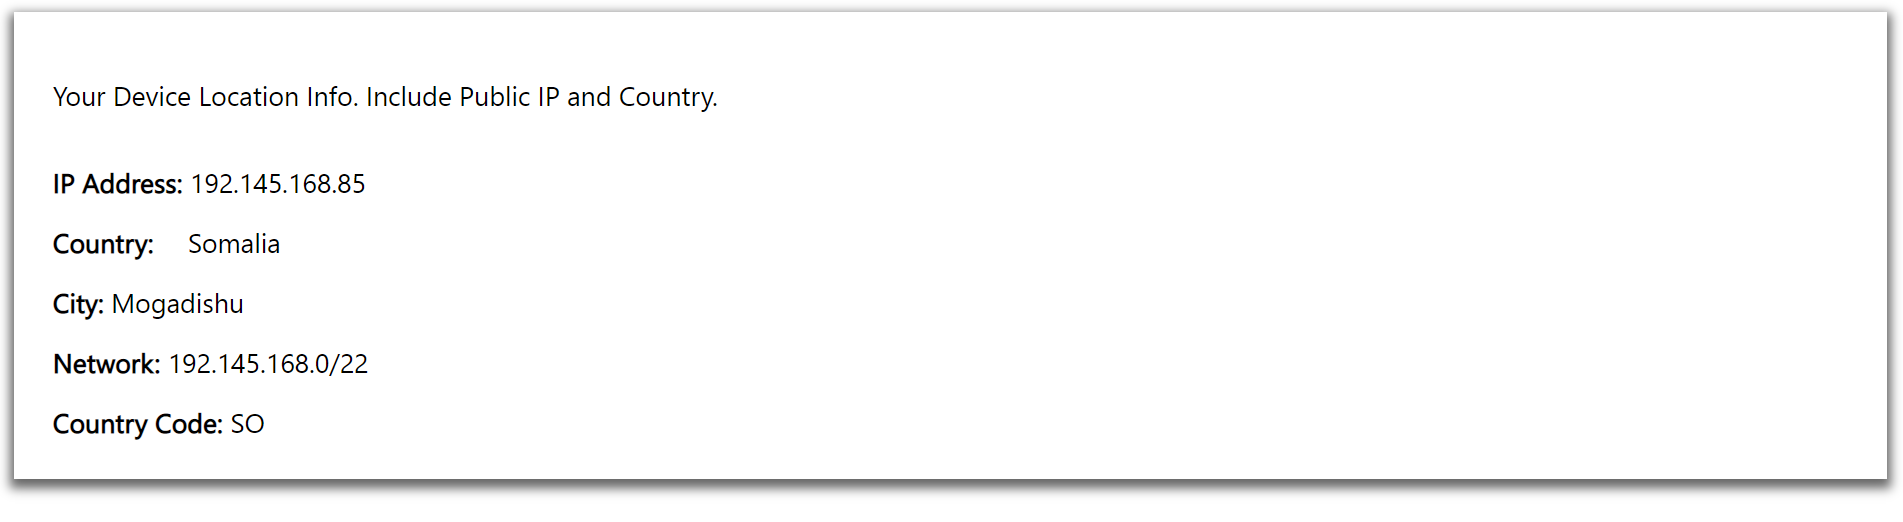 Your Device Location Info. Include Public IP and Country.
IP Address: 192.145.168.85
Country: Somalia
City: Mogadishu
Network: 192.145.168.0/22
Country Code: SO